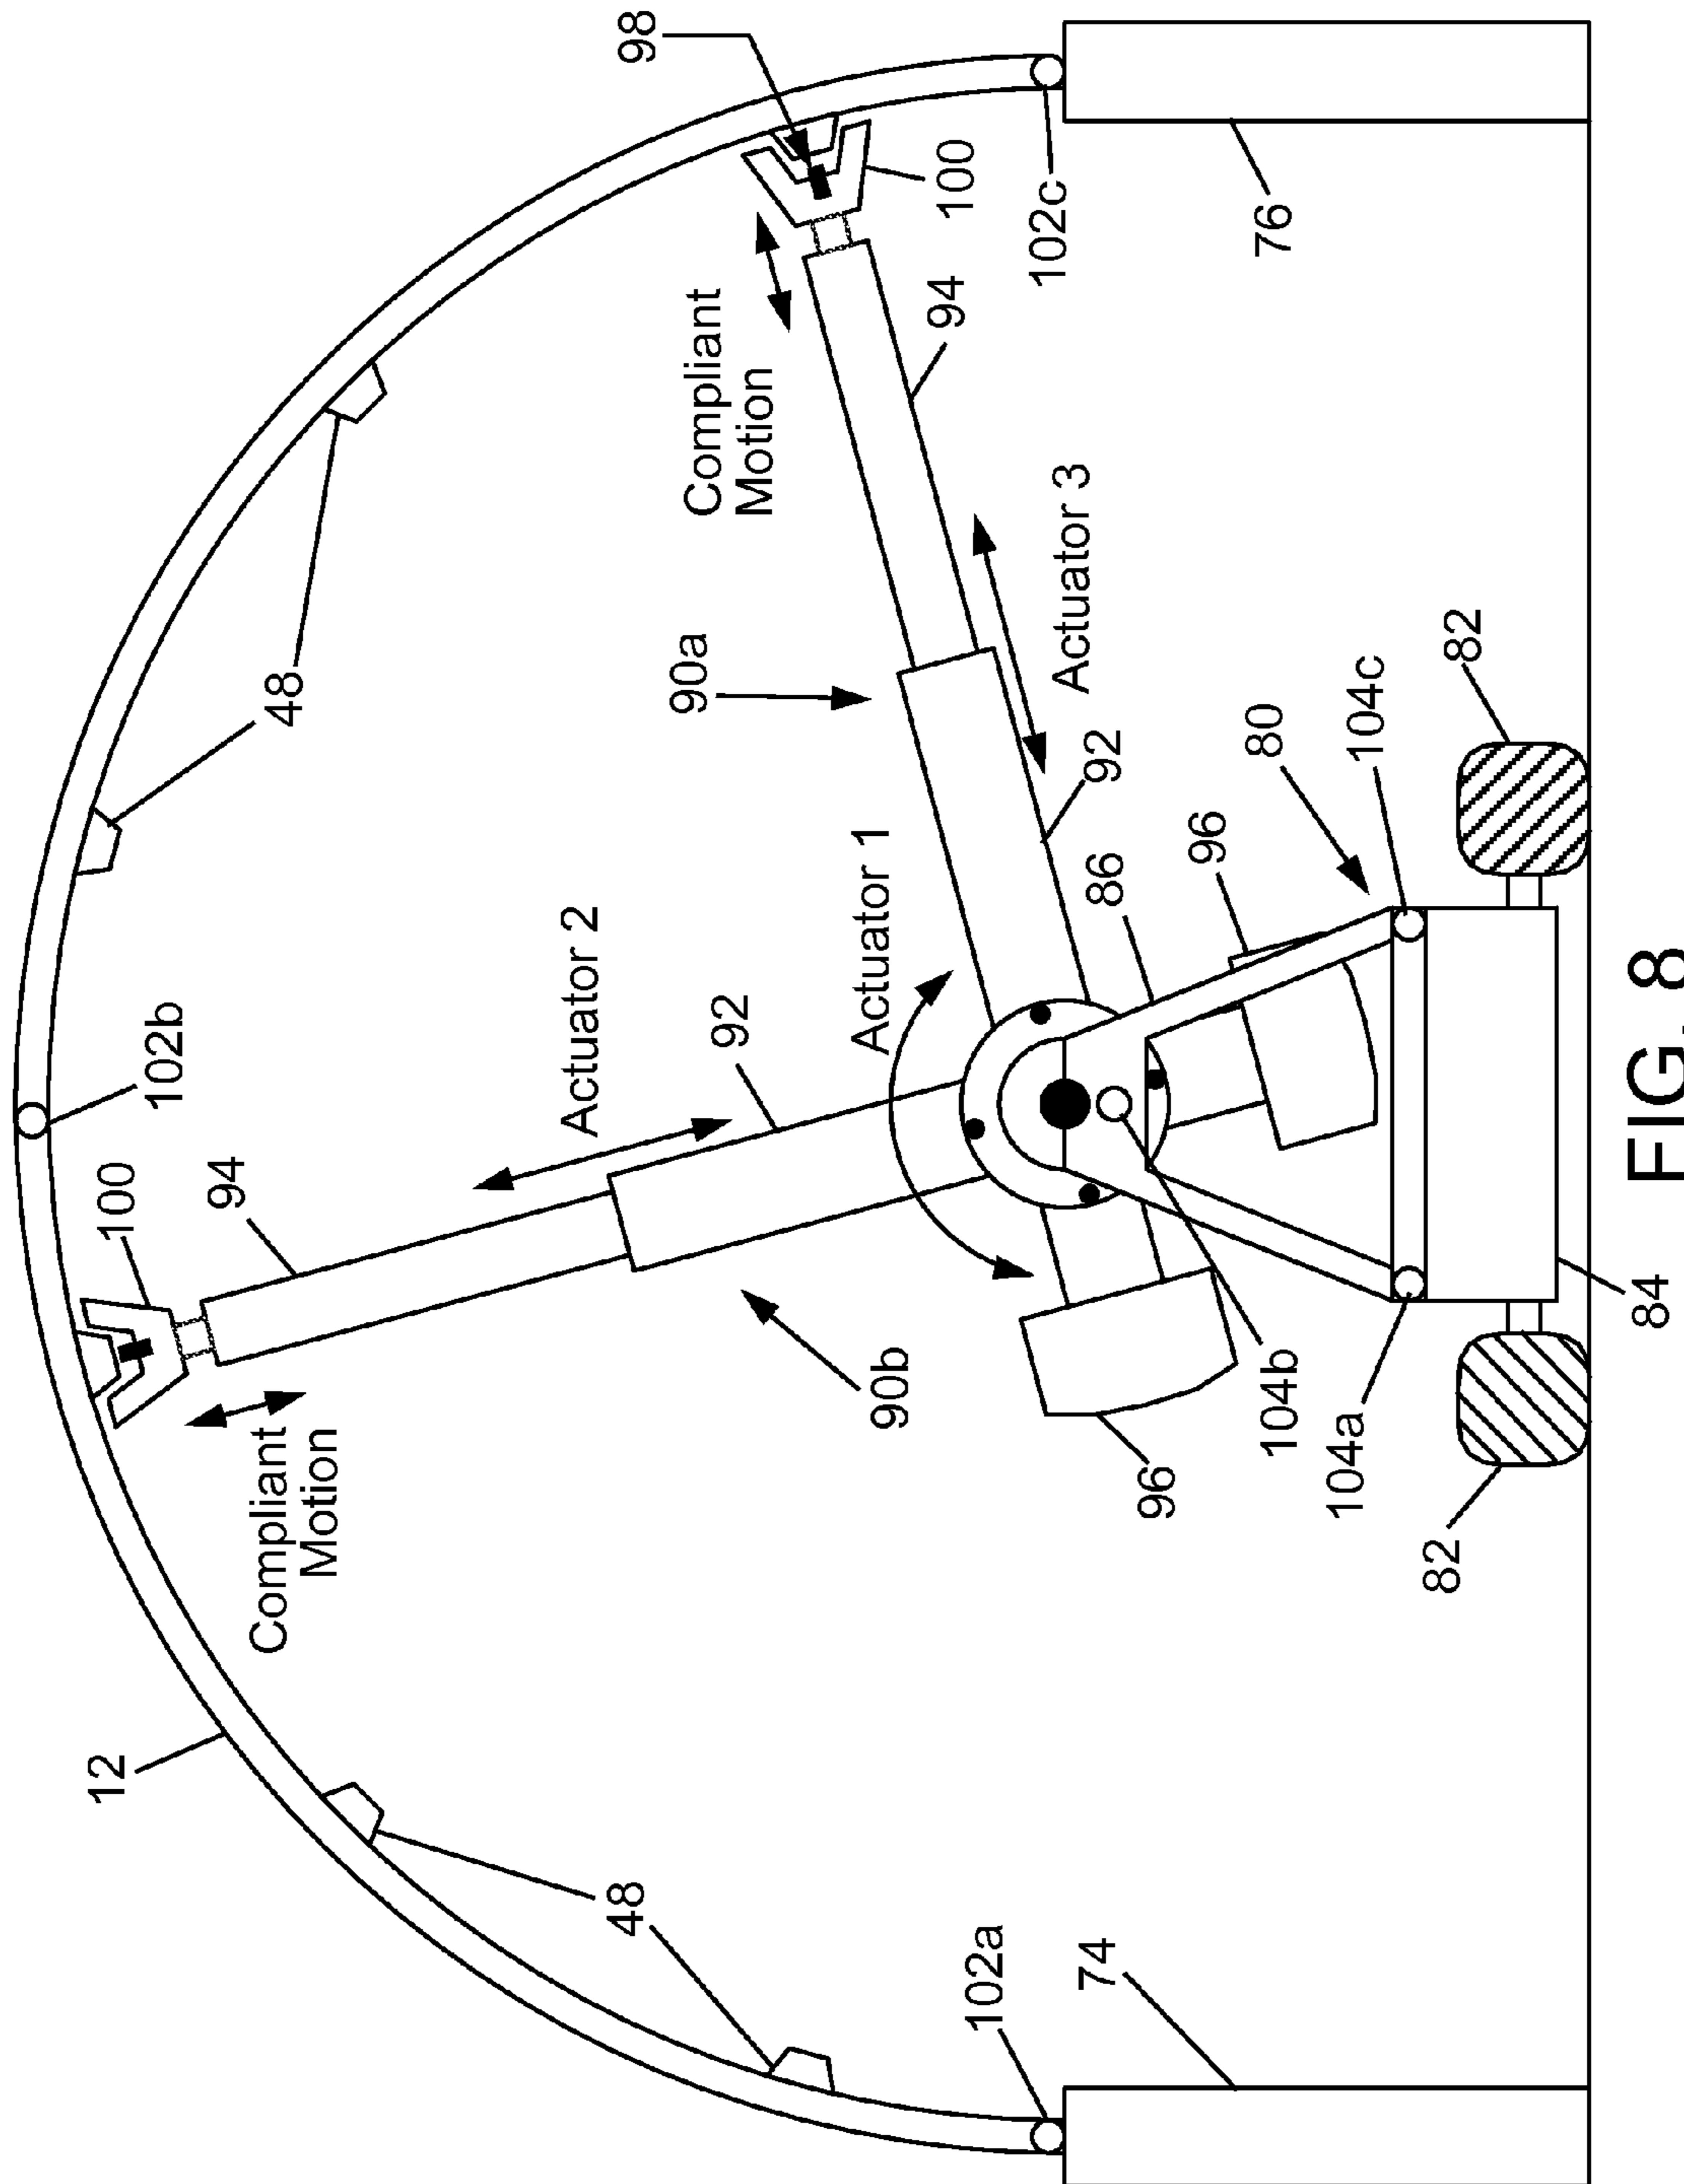 12
100
102b
94
Compliant
Motion
48
Actuator 2
48
98
90a
Compliant
Motion
92
Actuator 1
90b
94
100
102a
102c
Actuator 3
74
92
86
96
96
80
76
104b
104a
104c
82
82
84
FIG. 8